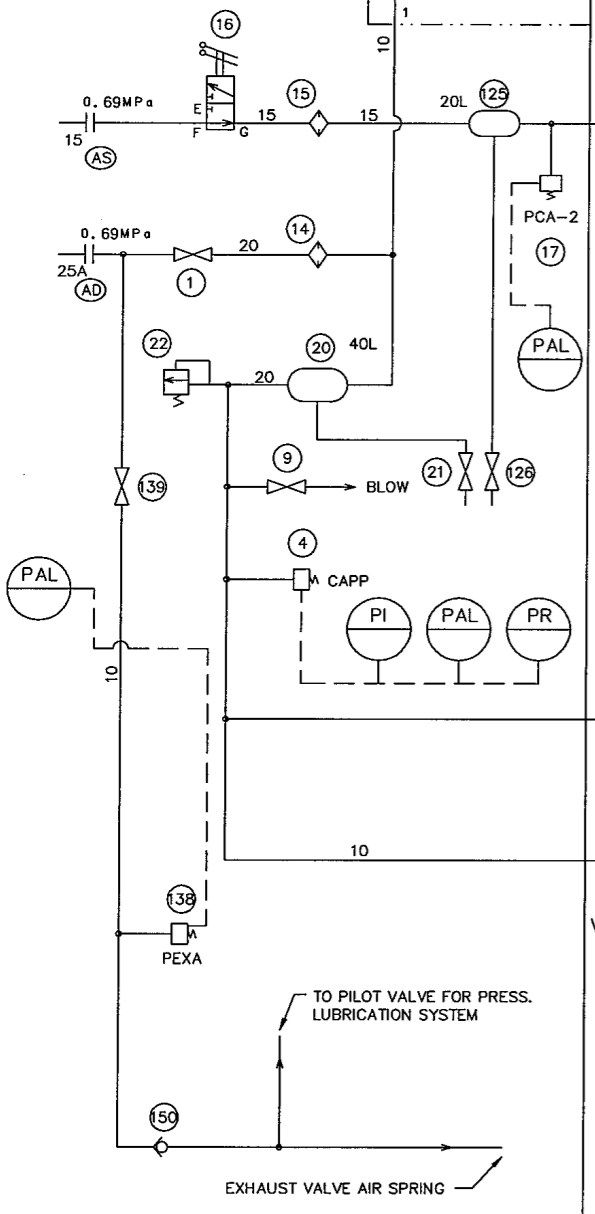 1
16
10
0.69MPa
15
20L
125
E
15
15
F
G
15
AS
PCA-2
0.69MPa
14
17
20
25A
AD
1
PAL
22
20
40L
20
9
21
126
139
BLOW
4
PAL
CAPP
PI
PAL
PR
10
10
138
PEXA
TO PILOT VALVE FOR PRESS.
LUBRICATION SYSTEM
150
EXHAUST VALVE AIR SPRING